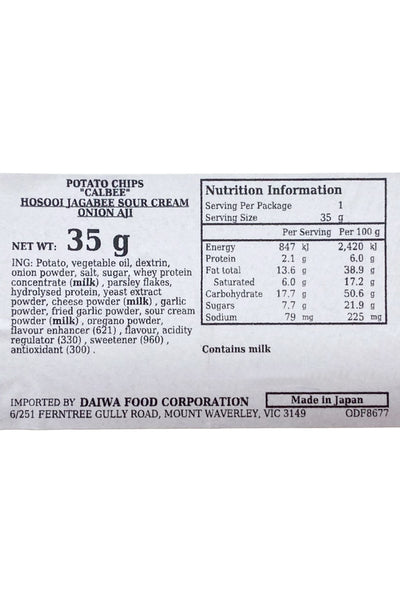 POTATO CHIPS
"CALBEE"
HOSOOI JAGABEE SOUR CREAM
ONION AJI
NET WT: 35 g
ING: Potato, vegetable oil, dextrin,
onion powder, salt, sugar, whey protein
concentrate (milk) , parsley flakes,
hydrolysed protein, yeast extract
powder, cheese powder (milk) , garlic
powder, fried garlic powder, sour cream
powder (milk) , oregano powder,
flavour enhancer (621) , flavour, acidity
regulator (330) , sweetener (960) ,
antioxidant (300) .
Nutrition Information
Serving Per Package 1
Serving Size 35 g
Per Serving Per 100 g
Energy 847 kJ 2,420 kJ
Protein 2.1 g 6.0 g
Fat total 13.6 g 38.9 g
Saturated 6.0 g 17.2 g
Carbohydrate 17.7 g 50.6 g
Sugars 7.7 g 21.9 g
Sodium 79 mg 225 mg
Contains milk
IMPORTED BY DAIWA FOOD CORPORATION Made in Japan
6/251 FERNTREE GULLY ROAD, MOUNT WAVERLEY, VIC 3149 ODF8677